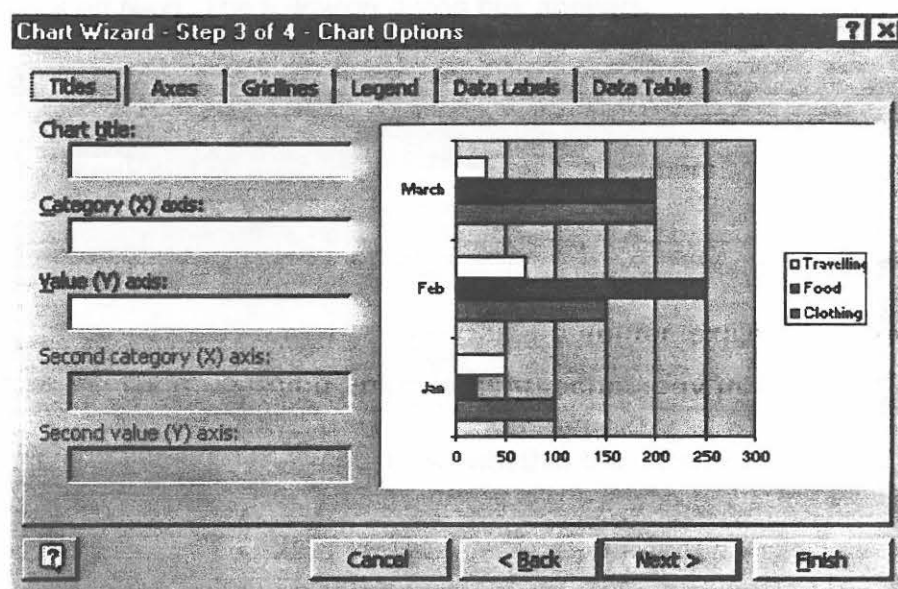 Chart Wizard - Step 3 of 4 - Chart Options
Titles Axes Gridlines Legend Data Labels Data Table
Chart title:
Category (X) axis:
Value (Y) axis:
Second category (X) axis:
Second value (Y) axis:
March
Feb
Jan
0 50 100 150 200 250 300
Travelling
Food
Clothing
Cancel < Back Next > Finish